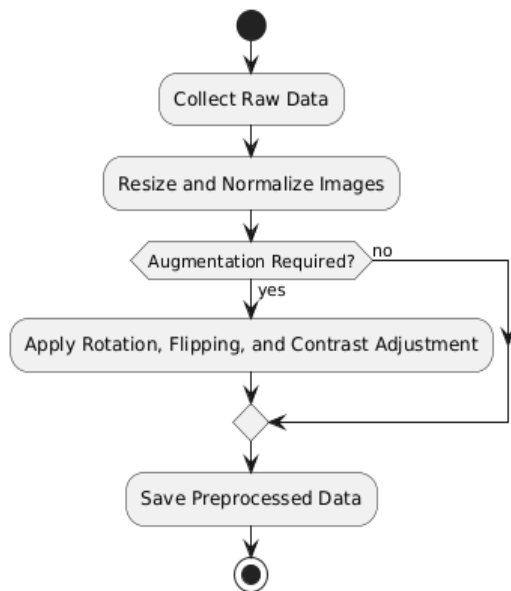 Collect Raw Data
Resize and Normalize Images
Augmentation Required?
no
yes
Apply Rotation, Flipping, and Contrast Adjustment
Save Preprocessed Data